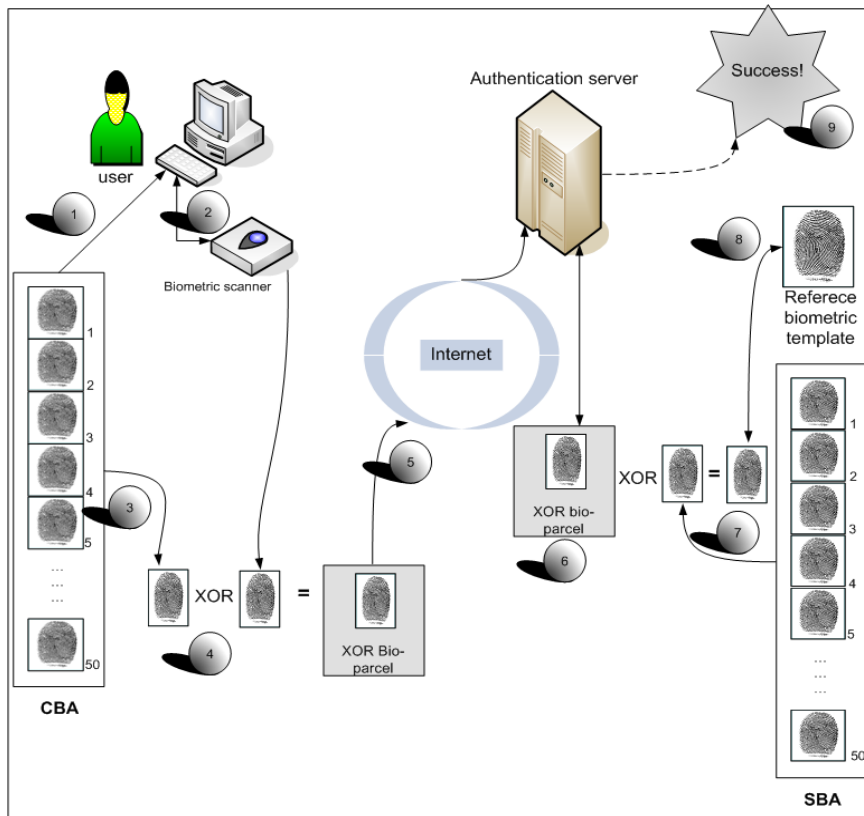 Success!
9
Authentication server
user
1
2
Biometric scanner
8
Referece
biometric
template
Internet
CBA
1
2
3
4
5
...
...
50
3
XOR
=
4
XOR Bio-
parcel
5
XOR bio-
parcel
6
XOR
=
7
1
2
3
4
5
...
...
...
50
SBA